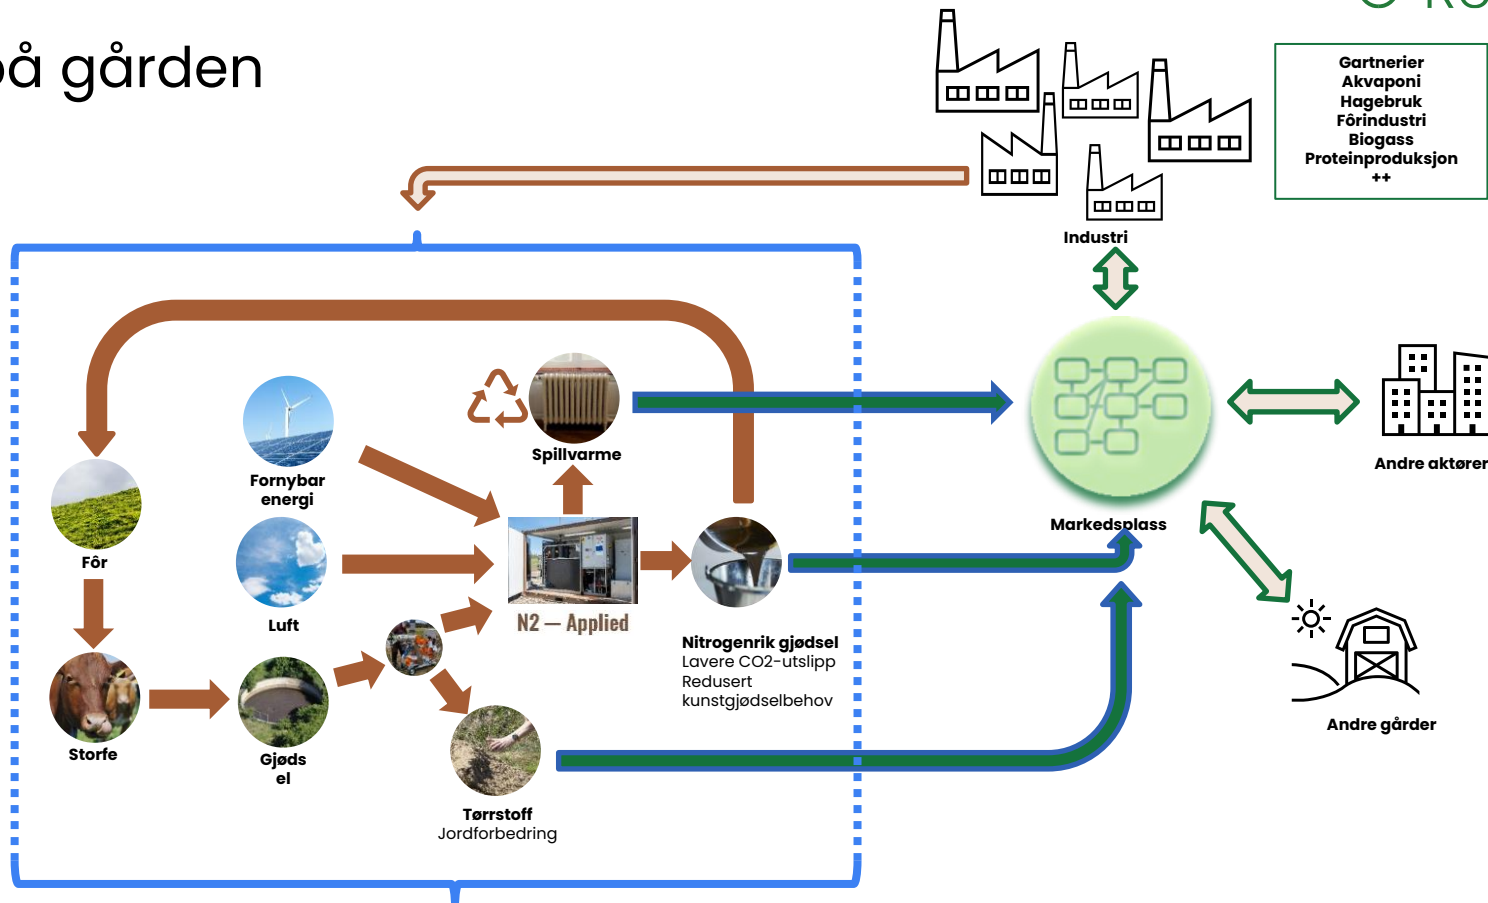 på gården
Gartnerier
Akvaponi
Hagebruk
Fôrindustri
Biogass
Proteinproduksjon
++
Industri
Spillvarme
Fornybar
energi
Andre aktører
Markedsplass
Fôr
Luft
N2 — Applied
Nitrogenrik gjødsel
Lavere CO2-utslipp
Redusert
kunstgjødselbehov
Storfe
Gjøds
el
Andre gårder
Tørrstoff
Jordforbedring